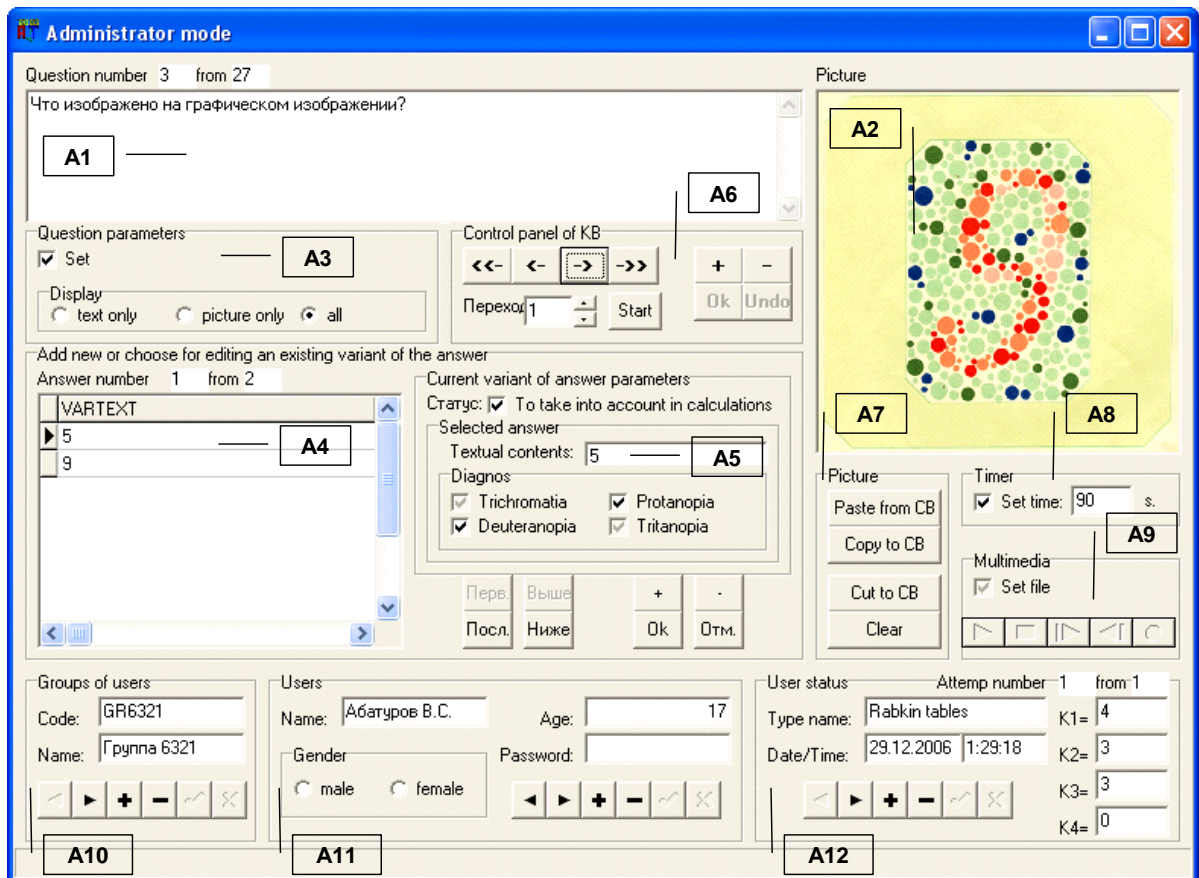 Administrator mode
Question number 3 from 27
Что изображено на графическом изображении?
A1
Picture
A2
Question parameters
Set
A3
Display
text only picture only all
Control panel of KB
A6
<<- <- -> ->>
+ -
Переход 1 Start
Ok Undo
Add new or choose for editing an existing variant of the answer
Answer number 1 from 2
VARTEXT
5
9
A4
Current variant of answer parameters
Статус: To take into account in calculations
Selected answer
Textual contents: 5
A5
Diagnos
Trichromatia Protanopia
Deuteranopia Tritanopia
Перв. Выше + -
Посл. Ниже Ok Отм.
A7
Picture
Paste from CB
Copy to CB
Cut to CB
Clear
A8
Timer
Set time: 90 s.
A9
Multimedia
Set file
Groups of users
Code: GR6321
Name: Группа 6321
A10
Users
Name: Абатуров В.С. Age: 17
Gender
male female
Password:
A11
User status Attemp number 1 from 1
Type name: Rabkin tables
Date/Time: 29.12.2006 1:29:18
K1= 4
K2= 3
K3= 3
K4= 0
A12